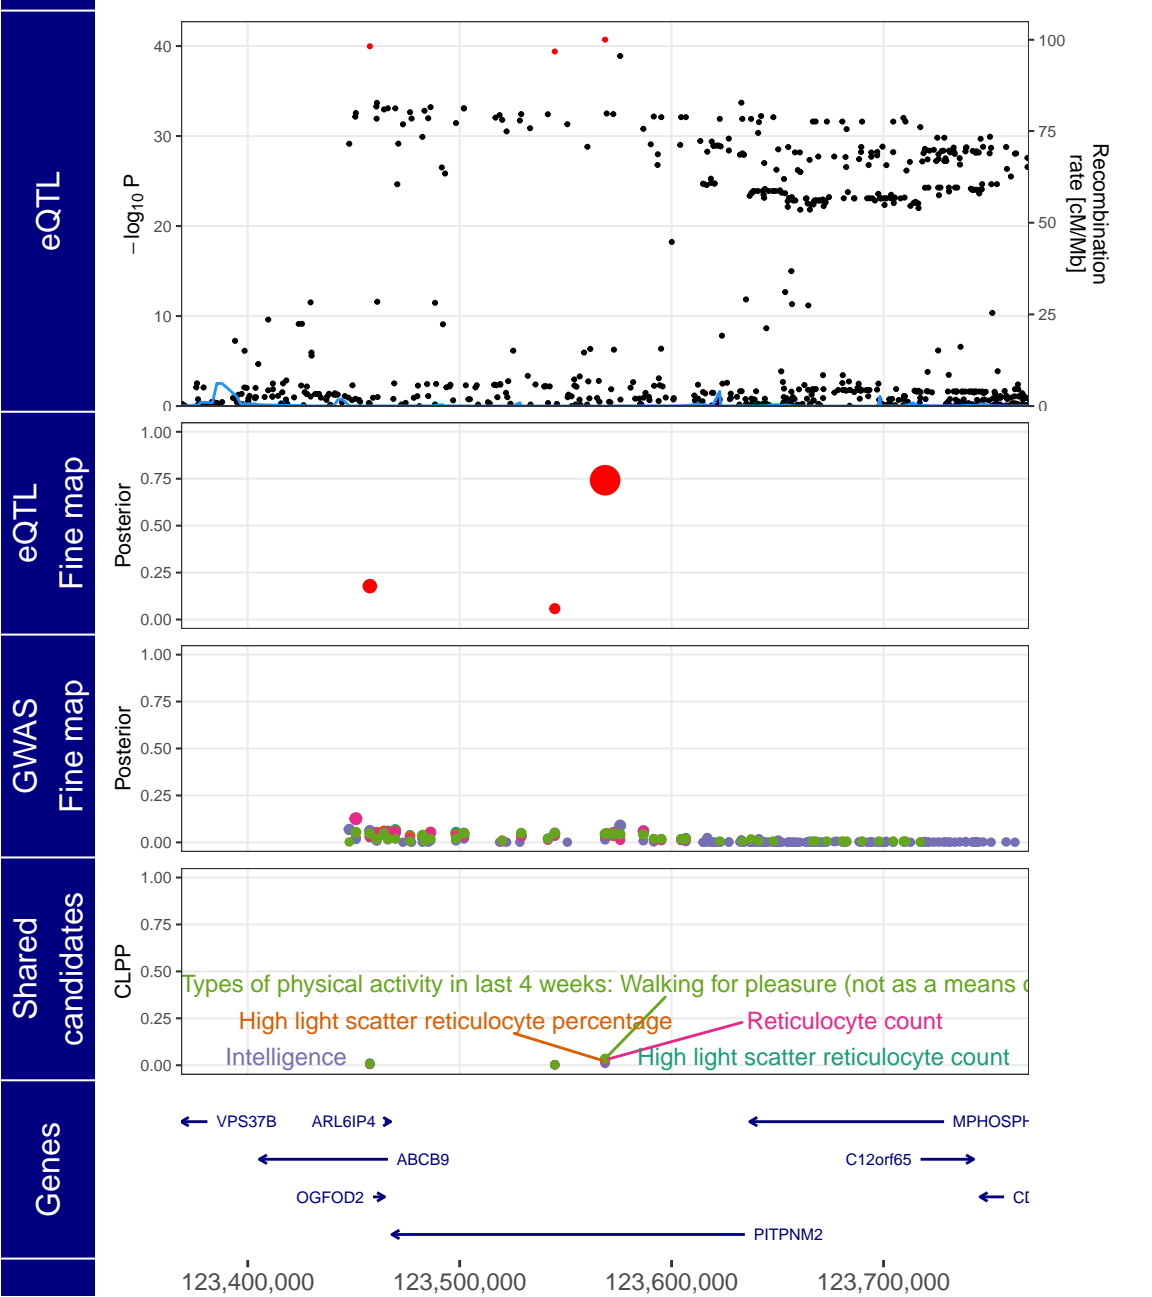 eQTL
−log10 P
40
30
20
10
0
100
75
50
25
0
Recombination
rate [cM/Mb]
eQTL
Fine map
Posterior
1.00
0.75
0.50
0.25
0.00
GWAS
Fine map
Posterior
1.00
0.75
0.50
0.25
0.00
Shared
candidates
CLPP
1.00
0.75
0.50
0.25
0.00
Types of physical activity in last 4 weeks: Walking for pleasure (not as a means
High light scatter reticulocyte percentage
Reticulocyte count
Intelligence
High light scatter reticulocyte count
Genes
VPS37B
ARL6IP4
MPHOSPH
ABCB9
C12orf65
OGFOD2
CD
PITPNM2
123,400,000
123,500,000
123,600,000
123,700,000